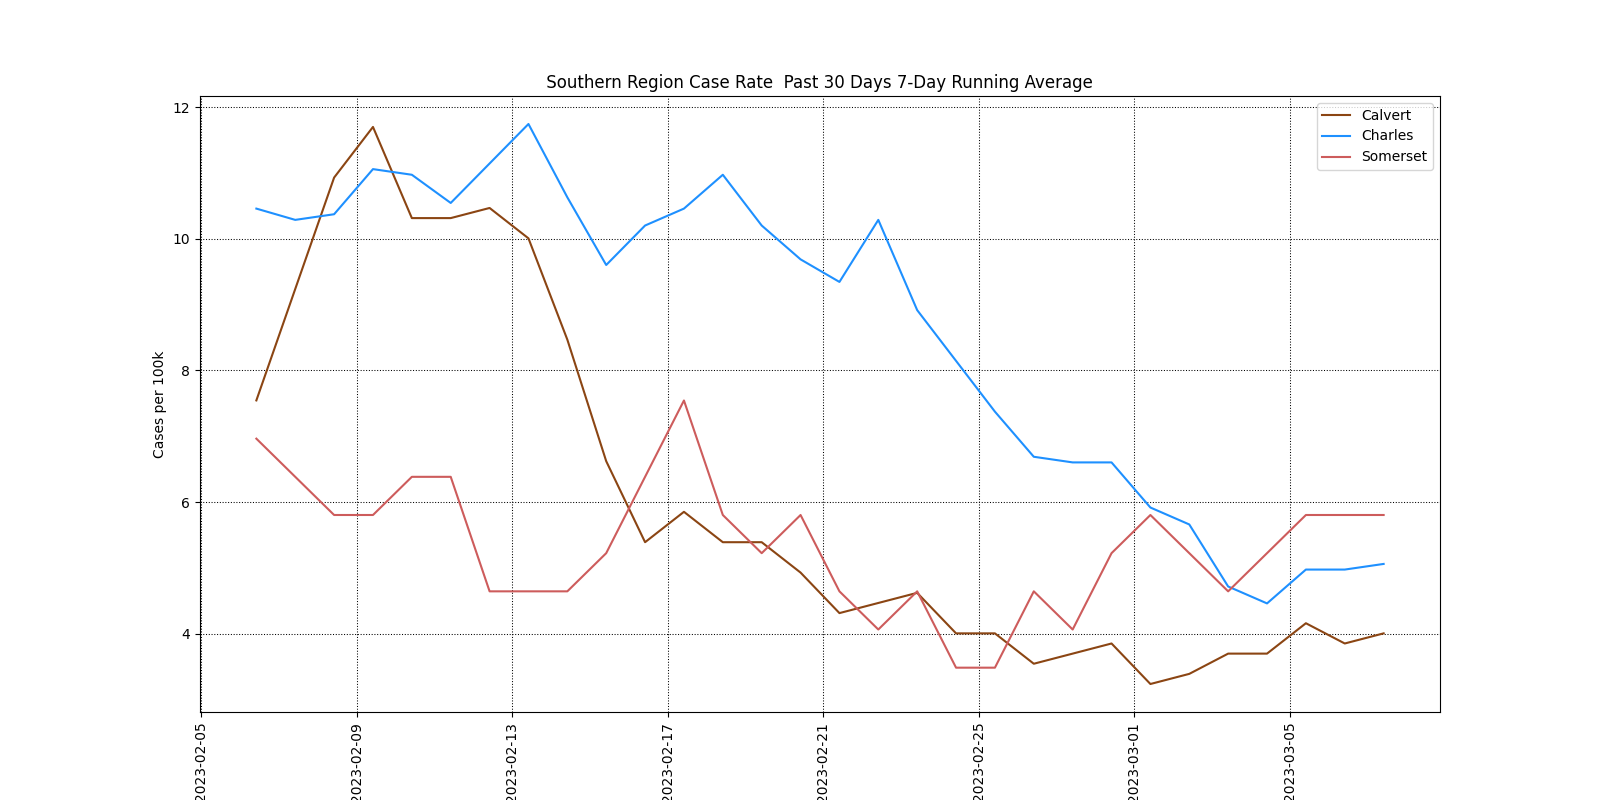 Southern Region Case Rate  Past 30 Days 7-Day Running Average
Calvert
Charles
Somerset
Cases per 100k
12
10
8
6
4
2023-02-05
2023-02-09
2023-02-13
2023-02-17
2023-02-21
2023-02-25
2023-03-01
2023-03-05